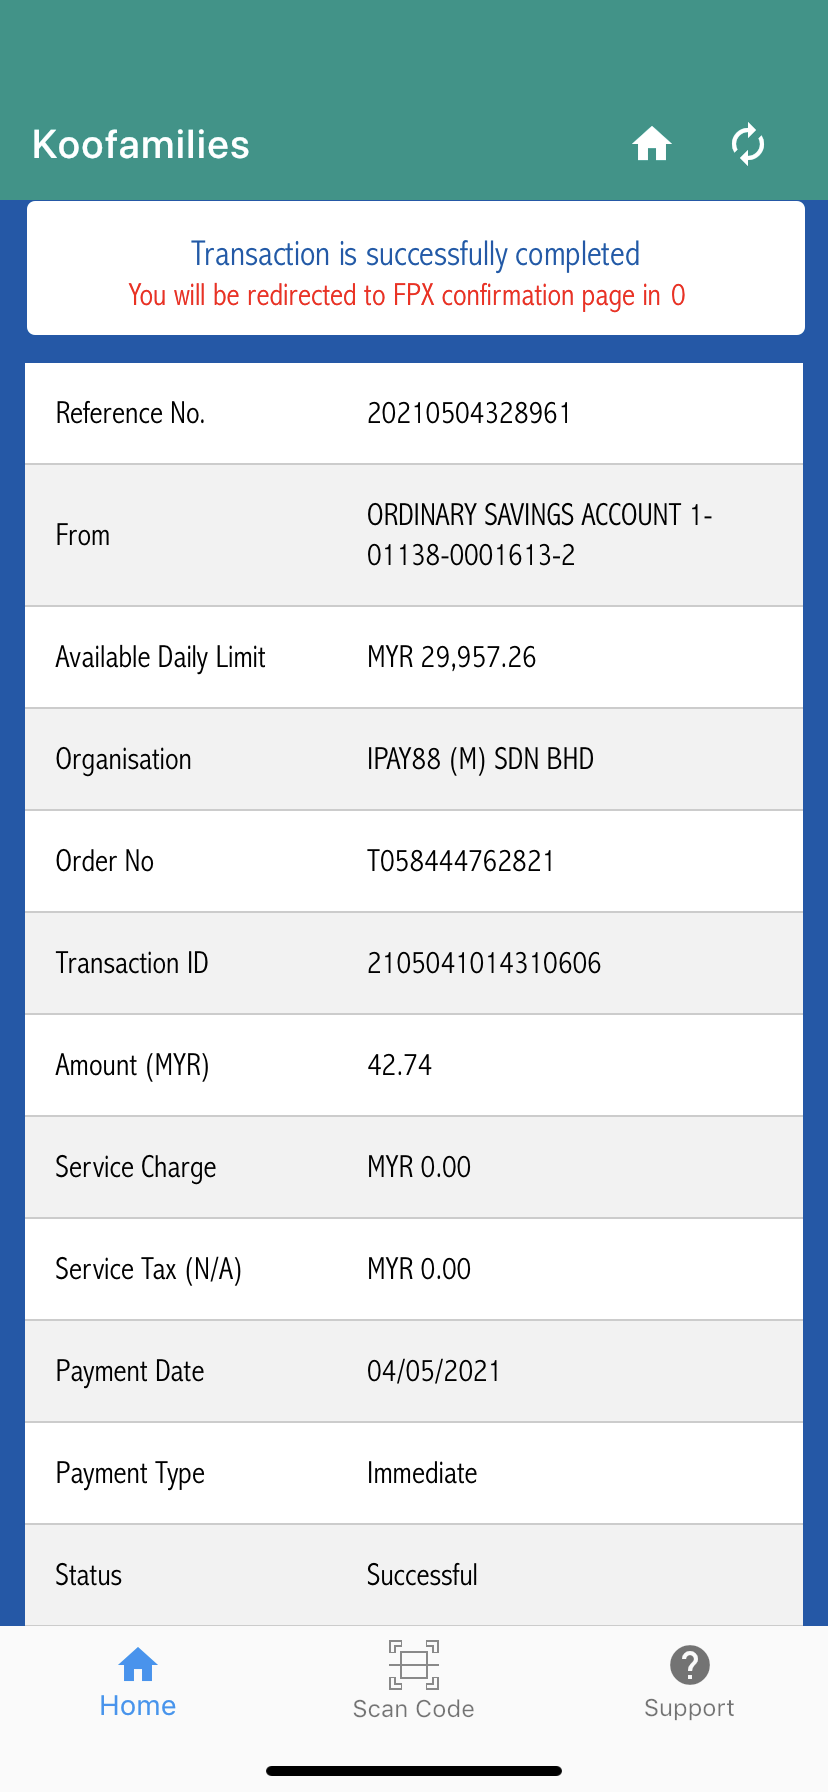 Koofamilies
Transaction is successfully completed
You will be redirected to FPX confirmation page in 0
Reference No. 20210504328961
From ORDINARY SAVINGS ACCOUNT 1-
01138-0001613-2
Available Daily Limit MYR 29,957.26
Organisation IPAY88 (M) SDN BHD
Order No T058444762821
Transaction ID 2105041014310606
Amount (MYR) 42.74
Service Charge MYR 0.00
Service Tax (N/A) MYR 0.00
Payment Date 04/05/2021
Payment Type Immediate
Status Successful
Home Scan Code Support